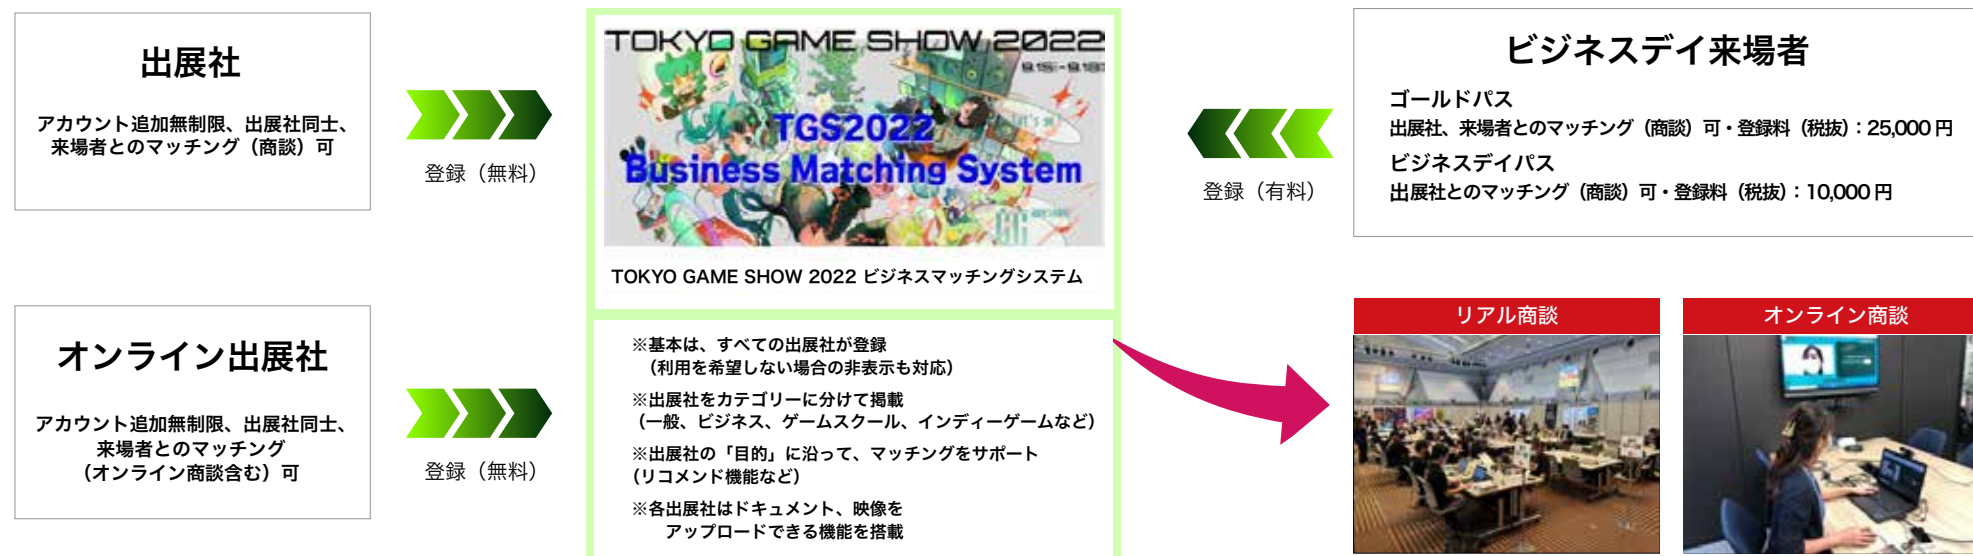 出展社
アカウント追加無制限、出展社同士、
来場者とのマッチング（商談）可
登録（無料）
オンライン出展社
アカウント追加無制限、出展社同士、
来場者とのマッチング
（オンライン商談含む）可
登録（無料）
TOKYO GAME SHOW 2022
TGS2022
Business Matching System
TOKYO GAME SHOW 2022 ビジネスマッチングシステム
※基本は、すべての出展社が登録
（利用を希望しない場合の非表示も対応）
※出展社をカテゴリーに分けて掲載
（一般、ビジネス、ゲームスクール、インディーゲームなど）
※出展社の「目的」に沿って、マッチングをサポート
（リコメンド機能など）
※各出展社はドキュメント、映像を
アップロードできる機能を搭載
登録（有料）
ビジネスデイ来場者
ゴールドパス
出展社、来場者とのマッチング（商談）可・登録料（税抜）：25,000 円
ビジネスデイパス
出展社とのマッチング（商談）可・登録料（税抜）：10,000 円
リアル商談
オンライン商談